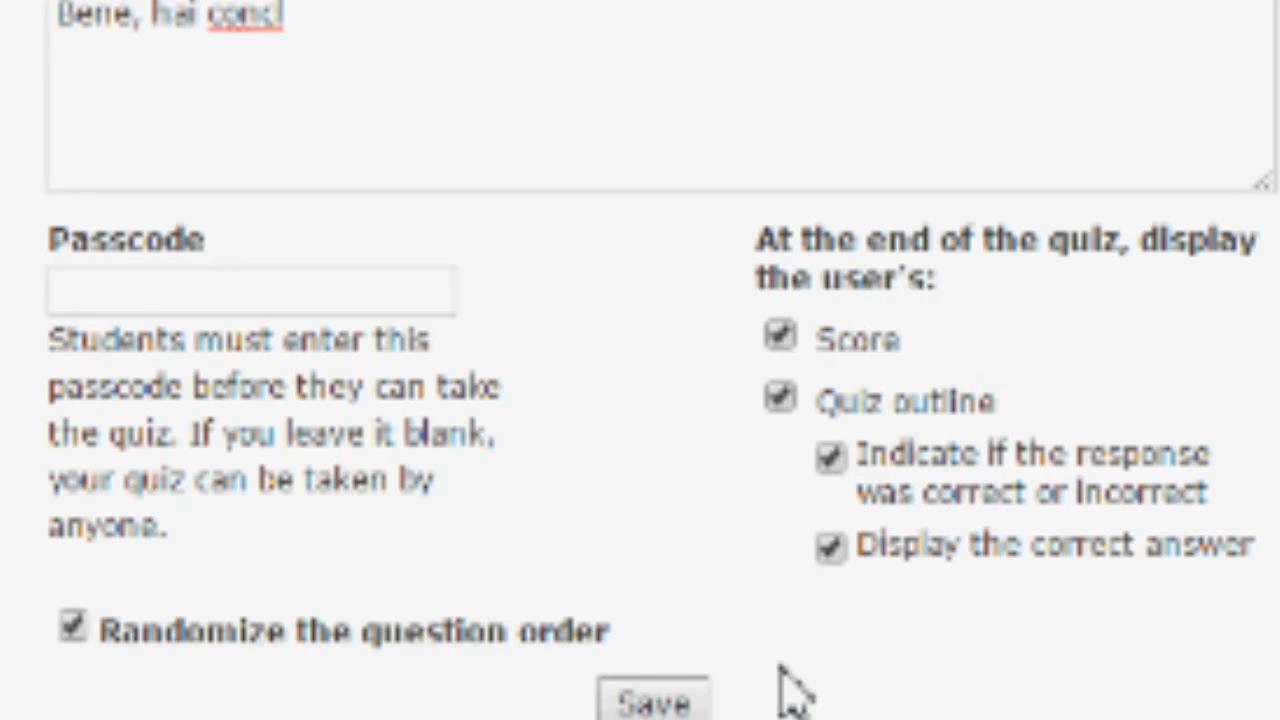 Bene, hai concl
Passcode
Students must enter this
passcode before they can take
the quiz. If you leave it blank,
your quiz can be taken by
anyone.
At the end of the quiz, display
the user's:
Score
Quiz outline
Indicate if the response
was correct or incorrect
Display the correct answer
Randomize the question order
Save